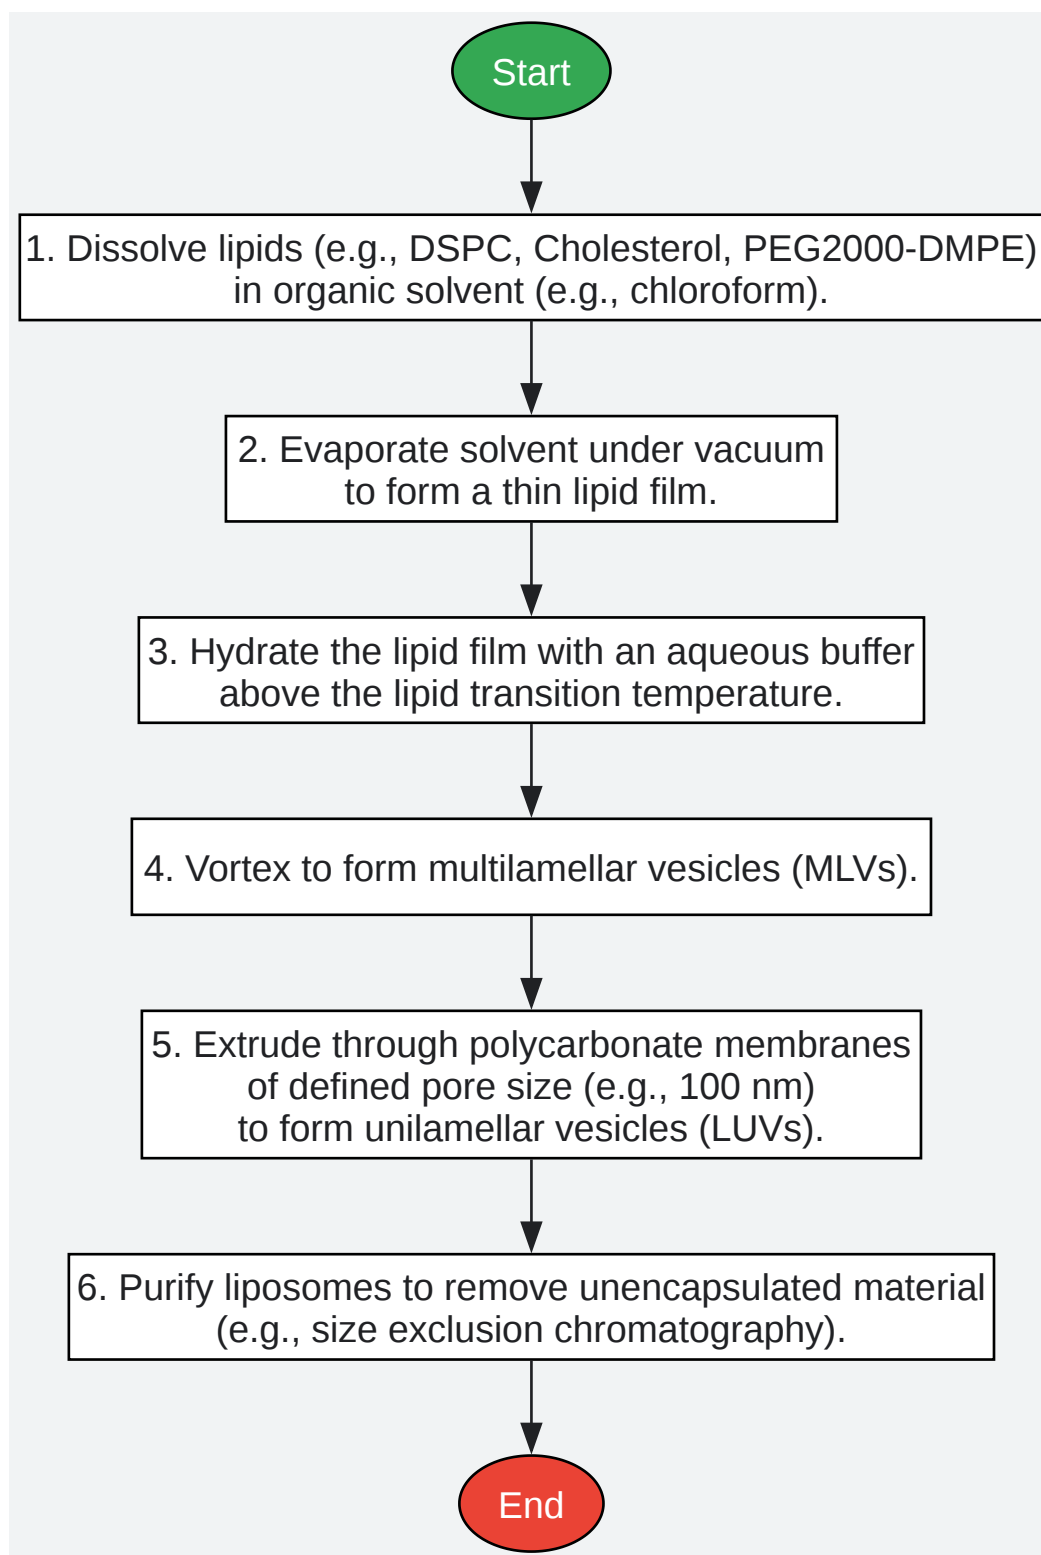 Start
1. Dissolve lipids (e.g., DSPC, Cholesterol, PEG2000-DMPE)
in organic solvent (e.g., chloroform).
2. Evaporate solvent under vacuum
to form a thin lipid film.
3. Hydrate the lipid film with an aqueous buffer
above the lipid transition temperature.
4. Vortex to form multilamellar vesicles (MLVs).
5. Extrude through polycarbonate membranes
of defined pore size (e.g., 100 nm)
to form unilamellar vesicles (LUVs).
6. Purify liposomes to remove unencapsulated material
(e.g., size exclusion chromatography).
End